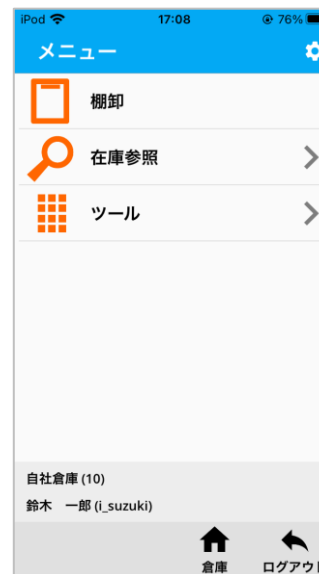 iPod 17:08 76%
メニュー
棚卸
在庫参照
ツール
自社倉庫 (10)
鈴木　一郎 (i_suzuki)
倉庫 ログアウト